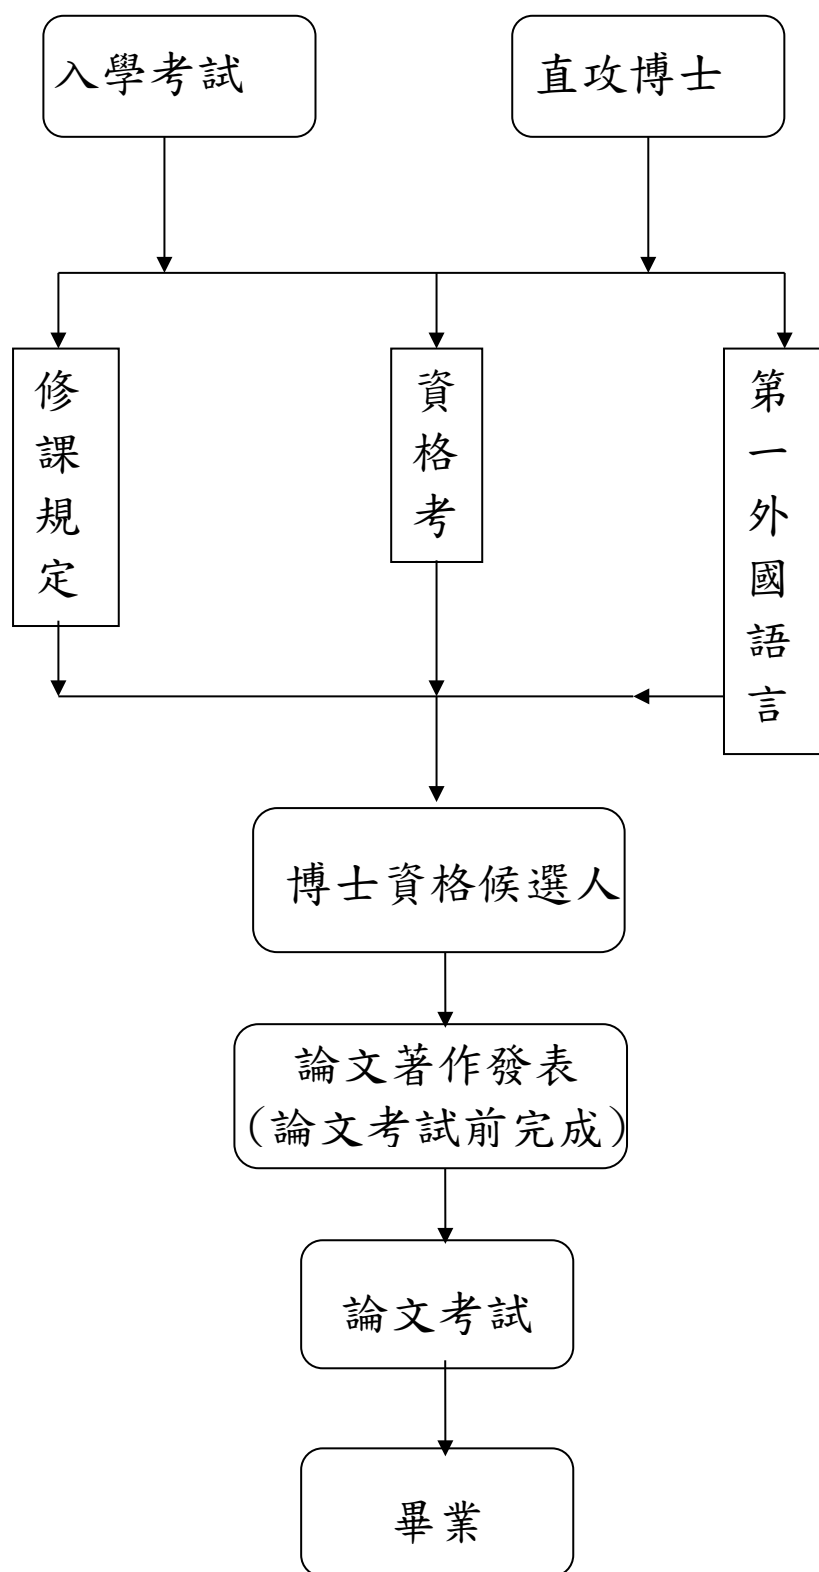 入學考試
直攻博士
修課規定
資格考
第一外國語言
博士資格候選人
論文著作發表
(論文考試前完成)
論文考試
畢業